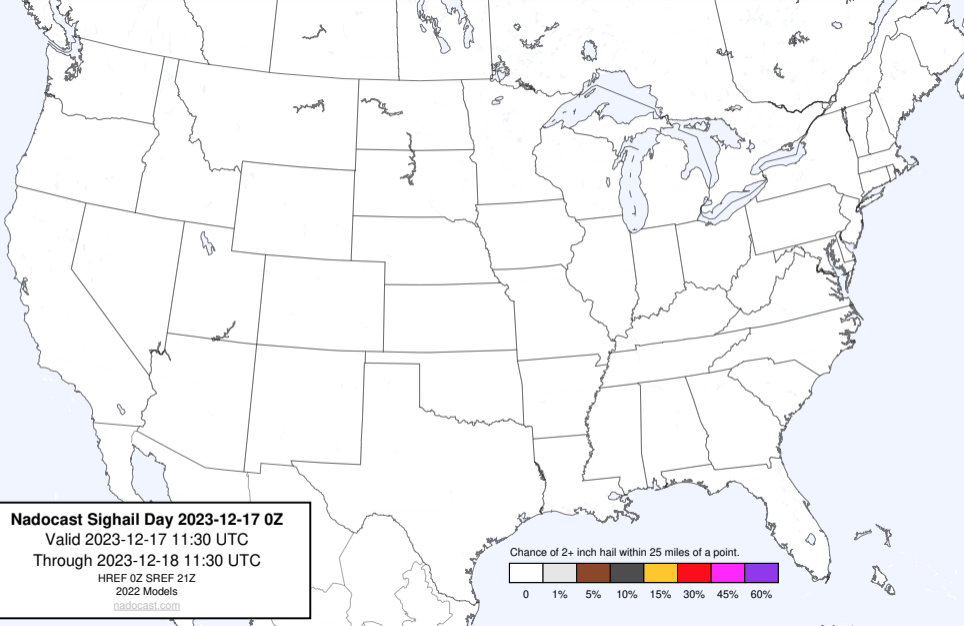 Nadocast Sighail Day 2023-12-17 0Z
Valid 2023-12-17 11:30 UTC
Through 2023-12-18 11:30 UTC
HREF 0Z SREF 21Z
2022 Models
nadocast.com
Chance of 2+ inch hail within 25 miles of a point.
0 1% 5% 10% 15% 30% 45% 60%